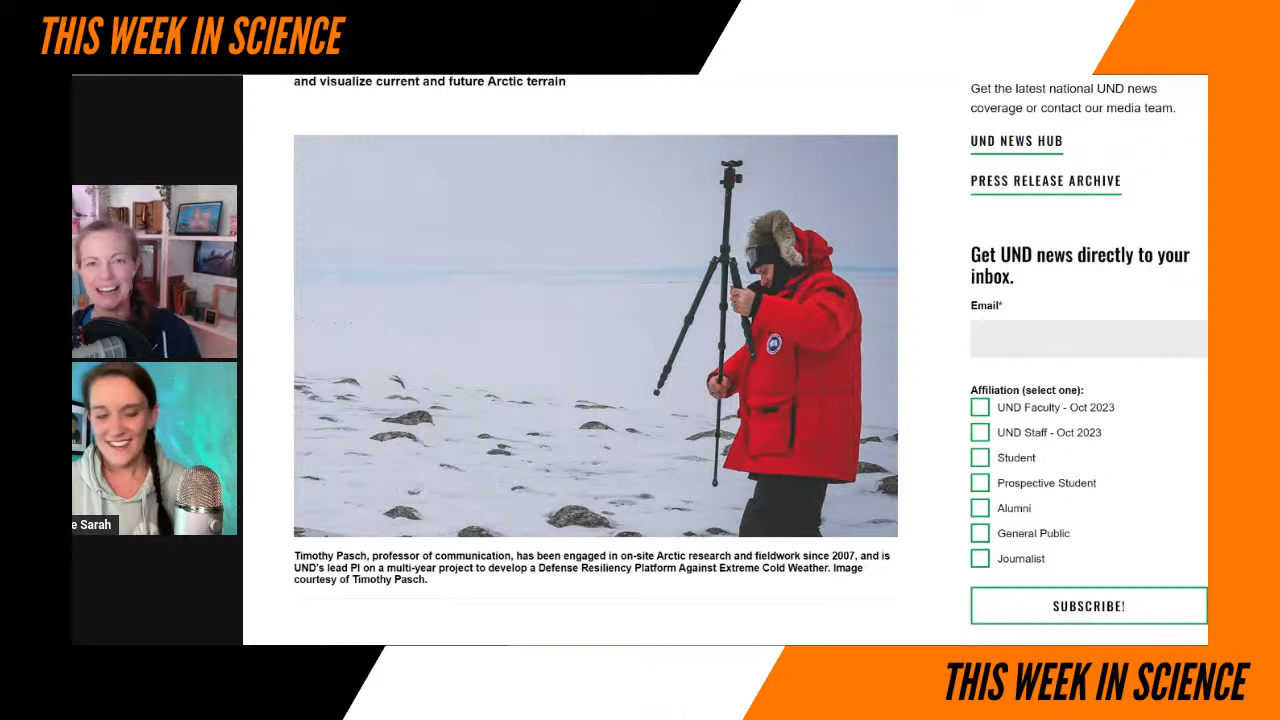 THIS WEEK IN SCIENCE
and visualize current and future Arctic terrain
Timothy Pasch, professor of communication, has been engaged in on-site Arctic research and fieldwork since 2007, and is
UND's lead PI on a multi-year project to develop a Defense Resiliency Platform Against Extreme Cold Weather. Image
courtesy of Timothy Pasch.
e Sarah
Get the latest national UND news
coverage or contact our media team.
UND NEWS HUB
PRESS RELEASE ARCHIVE
Get UND news directly to your
inbox.
Email*
Affiliation (select one):
UND Faculty - Oct 2023
UND Staff - Oct 2023
Student
Prospective Student
Alumni
General Public
Journalist
SUBSCRIBE!
THIS WEEK IN SCIENCE